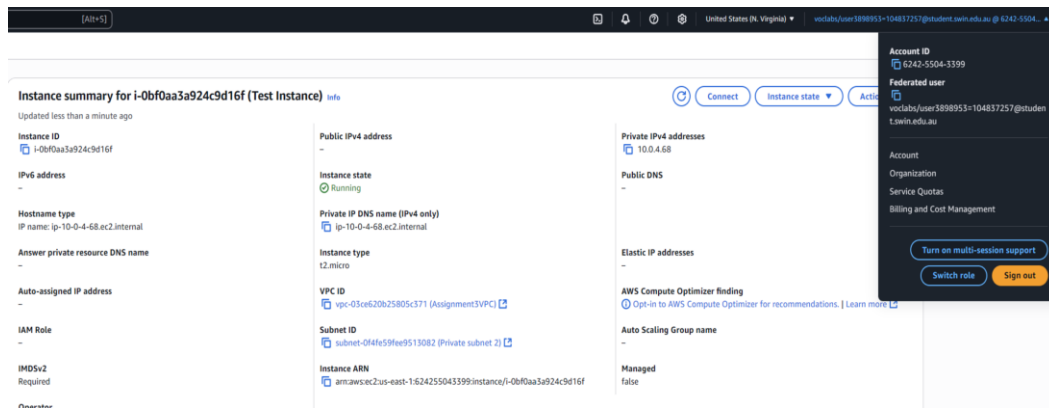 [Alt+S]
United States (N. Virginia) ▼
voclabs/user3898953=104837257@student.swin.edu.au @ 6242-5504... ▲
Account ID
6242-5504-3399
Federated user
voclabs/user3898953=104837257@studen
t.swin.edu.au
Account
Organization
Service Quotas
Billing and Cost Management
Turn on multi-session support
Switch role
Sign out
Instance summary for i-0bf0aa3a924c9d16f (Test Instance) Info
Connect
Instance state ▼
Updated less than a minute ago
Instance ID
i-0bf0aa3a924c9d16f
Public IPv4 address
–
Private IPv4 addresses
10.0.4.68
IPv6 address
–
Instance state
Running
Public DNS
–
Hostname type
IP name: ip-10-0-4-68.ec2.internal
Private IP DNS name (IPv4 only)
ip-10-0-4-68.ec2.internal
Answer private resource DNS name
–
Instance type
t2.micro
Elastic IP addresses
–
Auto-assigned IP address
–
VPC ID
vpc-03ce620b25805c371 (Assignment3VPC)
AWS Compute Optimizer finding
Opt-in to AWS Compute Optimizer for recommendations. | Learn more
IAM Role
–
Subnet ID
subnet-0f4fe59fee9513082 (Private subnet 2)
Auto Scaling Group name
–
IMDSv2
Required
Instance ARN
arn:aws:ec2:us-east-1:624255043399:instance/i-0bf0aa3a924c9d16f
Managed
false
Operator